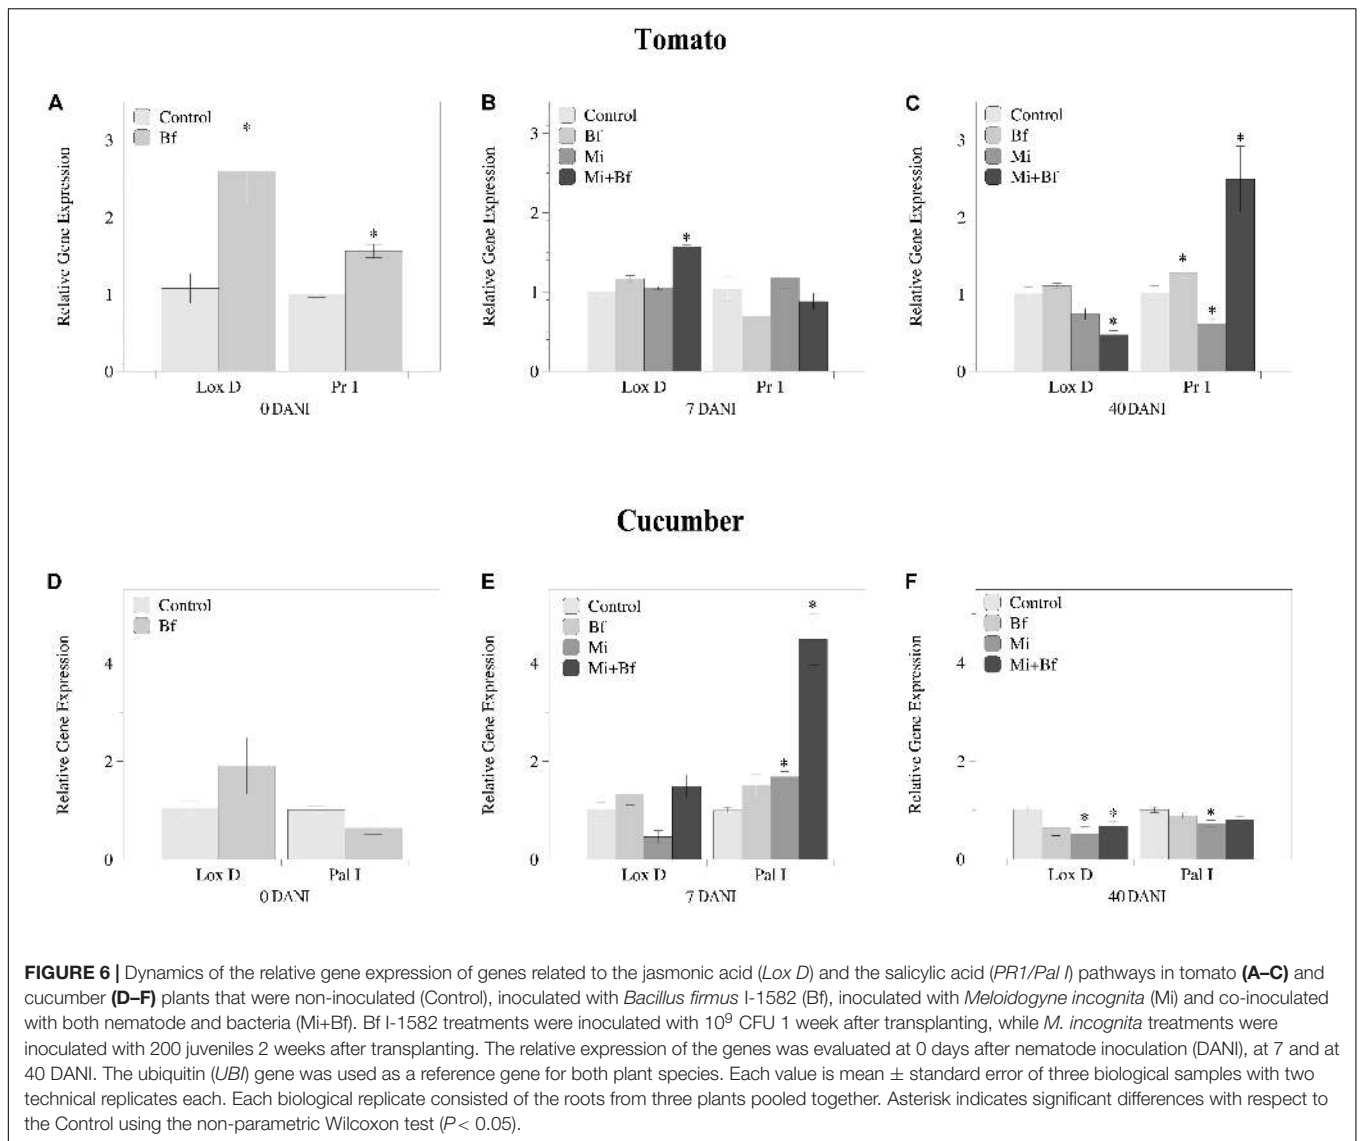 Tomato
A
Control
Bf
3
2
1
0
Relative Gene Expression
Lox D Pr 1
0 DANI
B
Control
Bf
Mi
Mi+Bf
3
2
1
0
Relative Gene Expression
Lox D Pr 1
7 DANI
C
Control
Bf
Mi
Mi+Bf
3
2
1
0
Relative Gene Expression
Lox D Pr 1
40 DANI
Cucumber
D
Control
Bf
4
2
0
Relative Gene Expression
Lox D Pal I
0 DANI
E
Control
Bf
Mi
Mi+Bf
4
2
0
Relative Gene Expression
Lox D Pal I
7 DANI
F
Control
Bf
Mi
Mi+Bf
4
2
0
Relative Gene Expression
Lox D Pal I
40 DANI
FIGURE 6 | Dynamics of the relative gene expression of genes related to the jasmonic acid (Lox D) and the salicylic acid (PR1/Pal I) pathways in tomato (A–C) and
cucumber (D–F) plants that were non-inoculated (Control), inoculated with Bacillus firmus I-1582 (Bf), inoculated with Meloidogyne incognita (Mi) and co-inoculated
with both nematode and bacteria (Mi+Bf). Bf I-1582 treatments were inoculated with 10⁹ CFU 1 week after transplanting, while M. incognita treatments were
inoculated with 200 juveniles 2 weeks after transplanting. The relative expression of the genes was evaluated at 0 days after nematode inoculation (DANI), at 7 and at
40 DANI. The ubiquitin (UBI) gene was used as a reference gene for both plant species. Each value is mean ± standard error of three biological samples with two
technical replicates each. Each biological replicate consisted of the roots from three plants pooled together. Asterisk indicates significant differences with respect to
the Control using the non-parametric Wilcoxon test (P < 0.05).